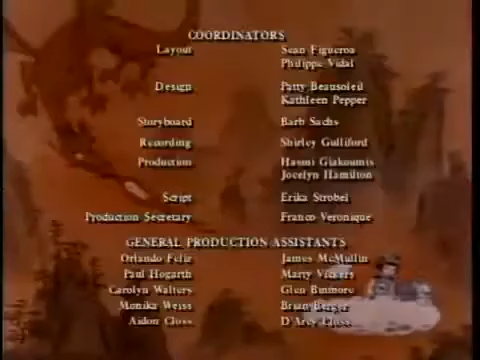 COORDINATORS
Layout Sean Figueroa
Philippe Vidal
Design Patty Beausoleil
Kathleen Pepper
Storyboard Barb Sachs
Recording Shirley Gulliford
Production Hasmi Giakoumis
Jocelyn Hamilton
Script Erika Strobel
Production Secretary Franco Veronique
GENERAL PRODUCTION ASSISTANTS
Orlando Feliz James McMullin
Paul Hogarth Marty Vickers
Carolyn Walters Glen Binmore
Monika Weiss Brian Berger
Aidon Closs D'Arcy Closs